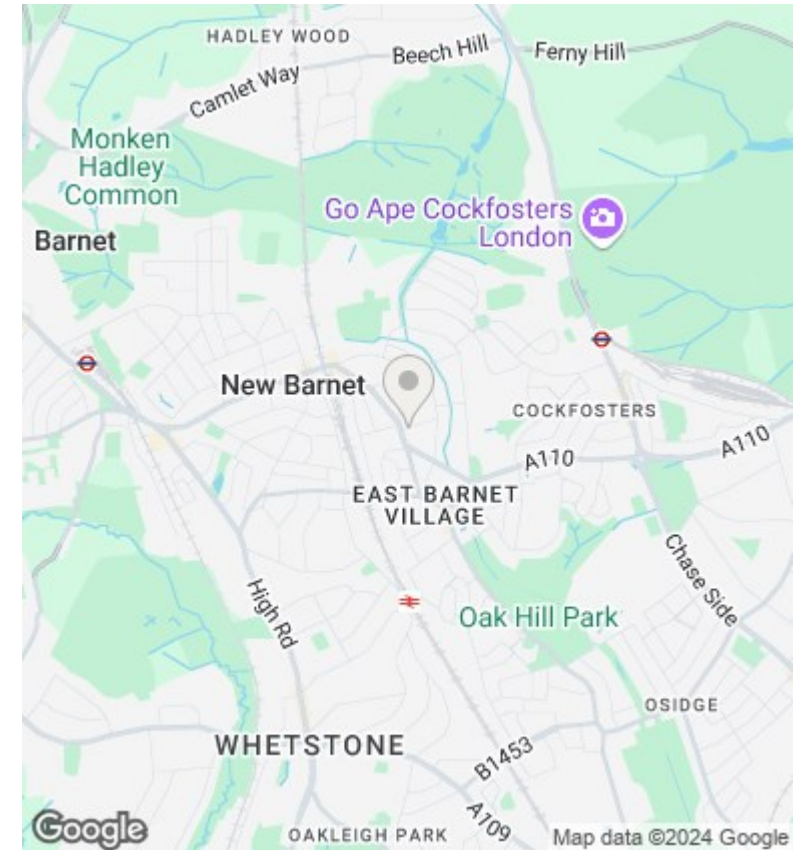 HADLEY WOOD
Beech Hill
Ferny Hill
Camlet Way
Monken
Hadley
Common
Go Ape Cockfosters
London
Barnet
New Barnet
COCKFOSTERS
A110
A110
EAST BARNET
VILLAGE
Chase Side
High Rd
Oak Hill Park
OSIDGE
WHETSTONE
B1453
A109
OAKLEIGH PARK
Google
Map data ©2024 Google